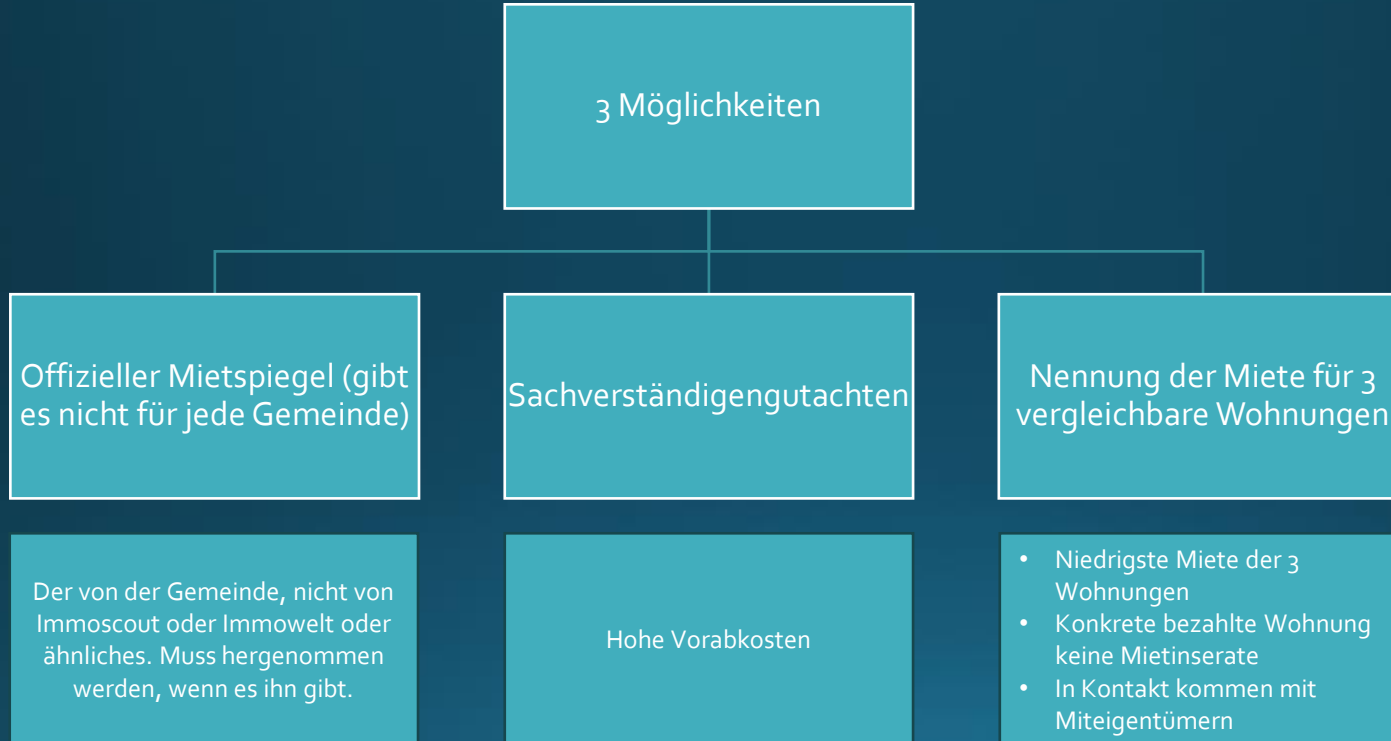 3 Möglichkeiten
Offizieller Mietspiegel (gibt
es nicht für jede Gemeinde)
Sachverständigengutachten
Nennung der Miete für 3
vergleichbare Wohnungen
Der von der Gemeinde, nicht von
Immoscout oder Immowelt oder
ähnliches. Muss hergenommen
werden, wenn es ihn gibt.
Hohe Vorabkosten
• Niedrigste Miete der 3
Wohnungen
• Konkrete bezahlte Wohnung
keine Mietinserate
• In Kontakt kommen mit
Miteigentümern